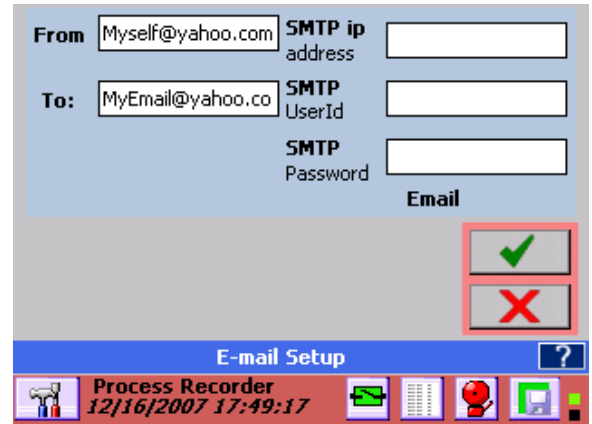 From Myself@yahoo.com SMTP ip
address
To: MyEmail@yahoo.co SMTP
UserId
SMTP
Password
Email
E-mail Setup ?
Process Recorder
12/16/2007 17:49:17